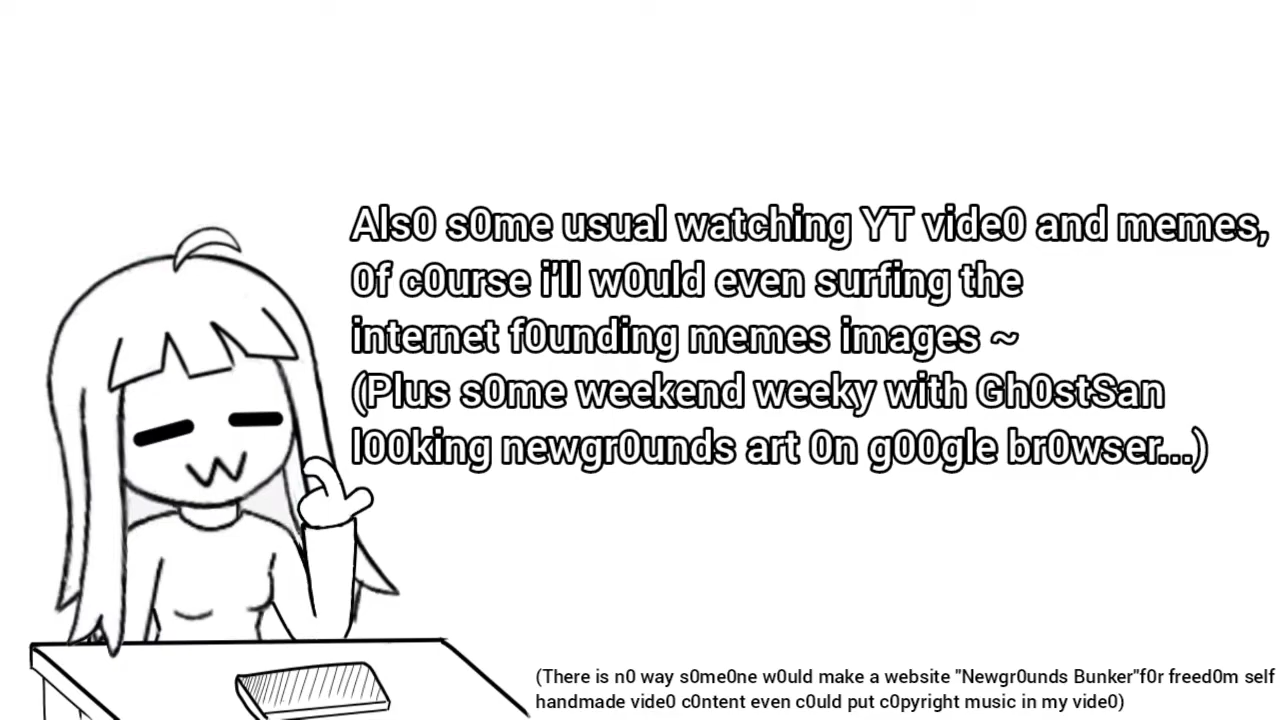 Als0 s0me usual watching YT vide0 and memes,
0f c0urse i'll w0uld even surfing the
internet f0unding memes images ~
(Plus s0me weekend weeky with Gh0stSan
l00king newgr0unds art 0n g00gle br0wser...)
(There is n0 way s0me0ne w0uld make a website "Newgr0unds Bunker"f0r freed0m self
handmade vide0 c0ntent even c0uld put c0pyright music in my vide0)